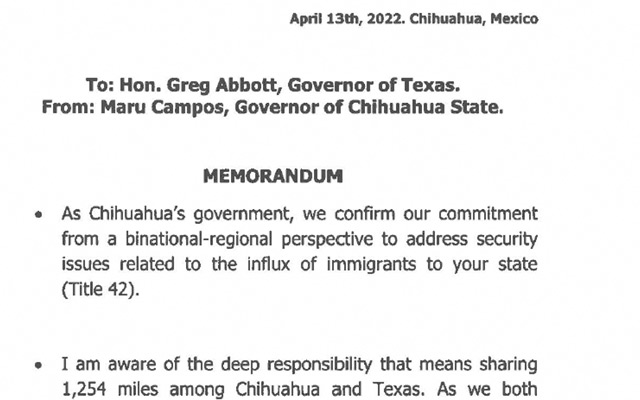 April 13th, 2022. Chihuahua, Mexico
To: Hon. Greg Abbott, Governor of Texas.
From: Maru Campos, Governor of Chihuahua State.
MEMORANDUM
• As Chihuahua's government, we confirm our commitment
from a binational-regional perspective to address security
issues related to the influx of immigrants to your state
(Title 42).
• I am aware of the deep responsibility that means sharing
1,254 miles among Chihuahua and Texas. As we both